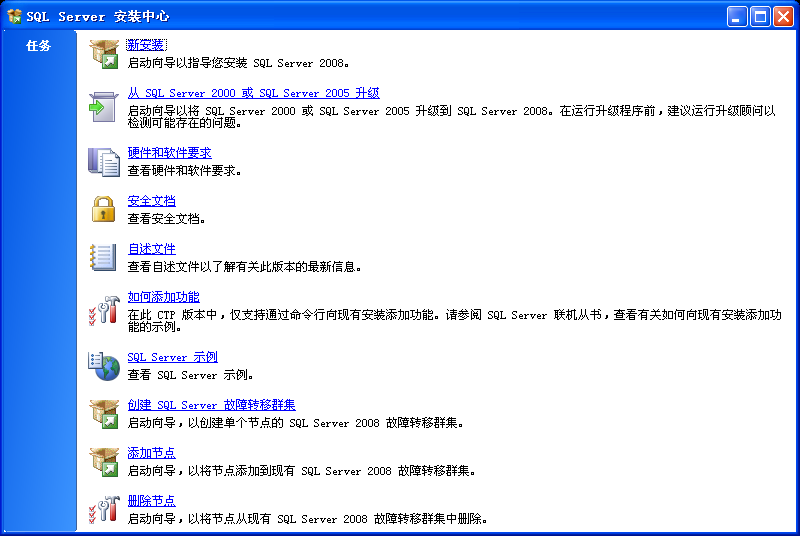 SQL Server 安装中心
任务
新安装
启动向导以指导您安装 SQL Server 2008。
从 SQL Server 2000 或 SQL Server 2005 升级
启动向导以将 SQL Server 2000 或 SQL Server 2005 升级到 SQL Server 2008。在运行升级程序前，建议运行升级顾问以
检测可能存在的问题。
硬件和软件要求
查看硬件和软件要求。
安全文档
查看安全文档。
自述文件
查看自述文件以了解有关此版本的最新信息。
如何添加功能
在此 CTP 版本中，仅支持通过命令行向现有安装添加功能。请参阅 SQL Server 联机丛书，查看有关如何向现有安装添加功
能的示例。
SQL Server 示例
查看 SQL Server 示例。
创建 SQL Server 故障转移群集
启动向导，以创建单个节点的 SQL Server 2008 故障转移群集。
添加节点
启动向导，以将节点添加到现有 SQL Server 2008 故障转移群集。
删除节点
启动向导，以将节点从现有 SQL Server 2008 故障转移群集中删除。